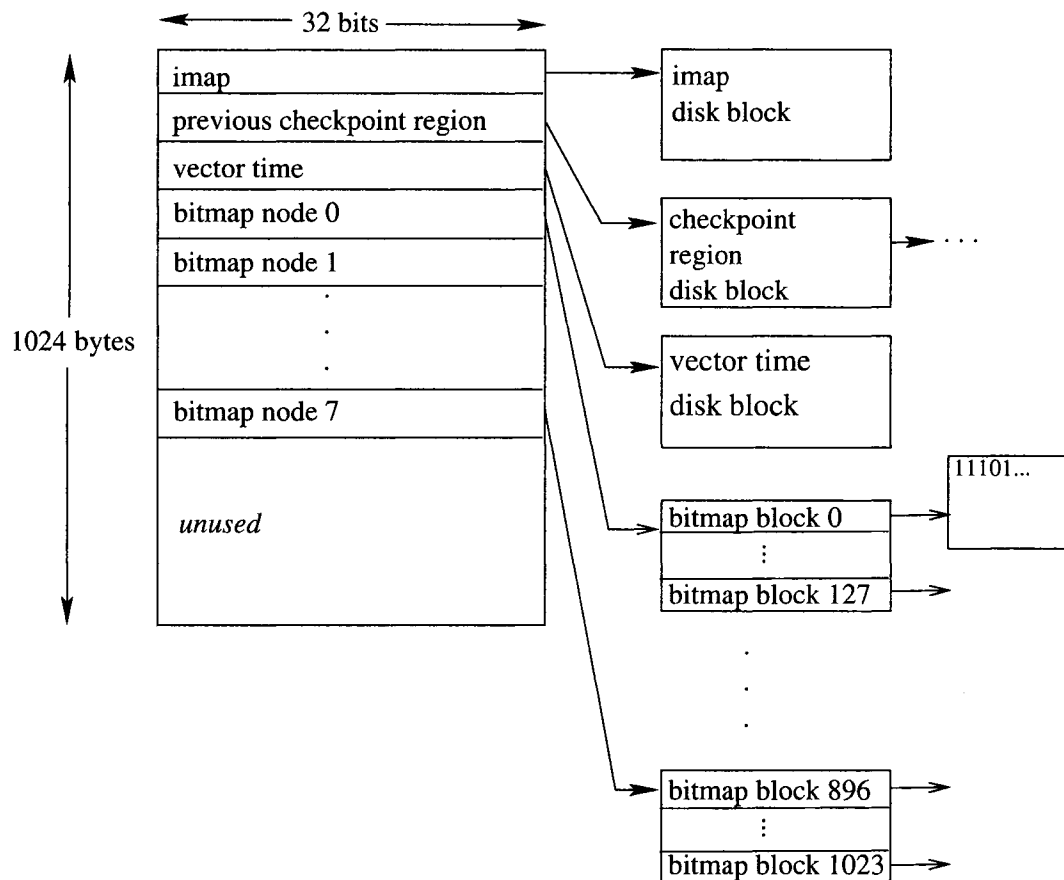 32 bits
imap
previous checkpoint region
vector time
bitmap node 0
bitmap node 1
1024 bytes
bitmap node 7
unused
imap
disk block
checkpoint
region
disk block
...
vector time
disk block
11101...
bitmap block 0
bitmap block 127
bitmap block 896
bitmap block 1023